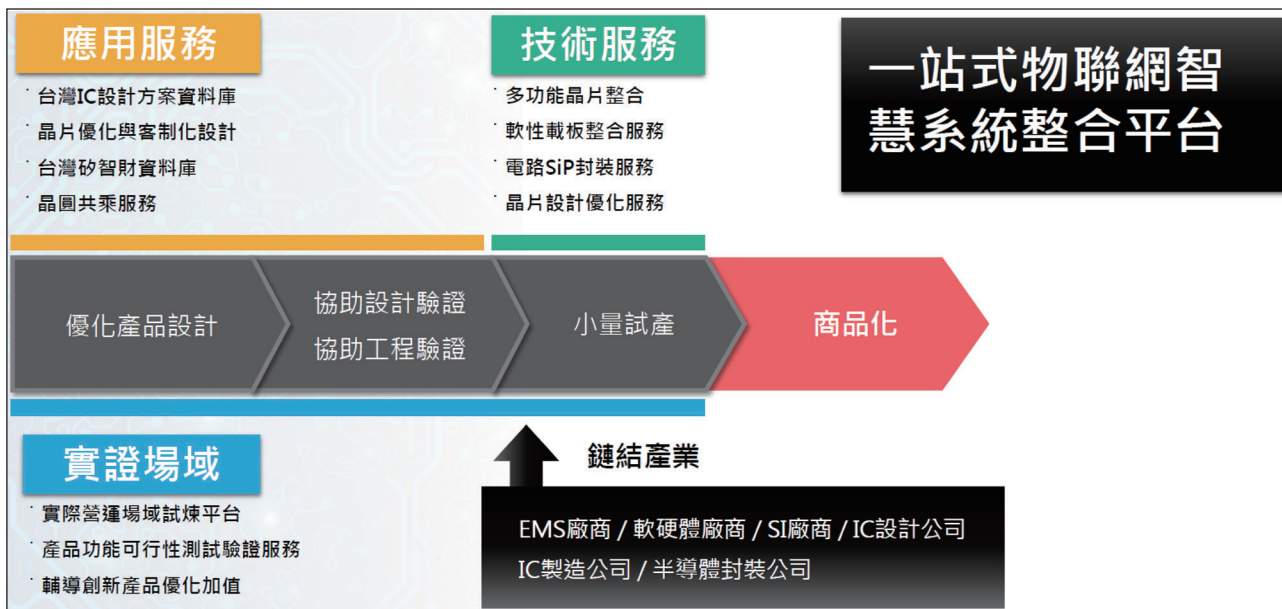 應用服務
˙台灣IC設計方案資料庫
˙晶片優化與客制化設計
˙台灣矽智財資料庫
˙晶圓共乘服務
技術服務
˙多功能晶片整合
˙軟性載板整合服務
˙電路SiP封裝服務
˙晶片設計優化服務
一站式物聯網智
慧系統整合平台
優化產品設計
協助設計驗證
協助工程驗證
小量試產
商品化
實證場域
˙實際營運場域試煉平台
˙產品功能可行性測試驗證服務
˙輔導創新產品優化加值
鏈結產業
EMS廠商 / 軟硬體廠商 / SI廠商 / IC設計公司
IC製造公司 / 半導體封裝公司